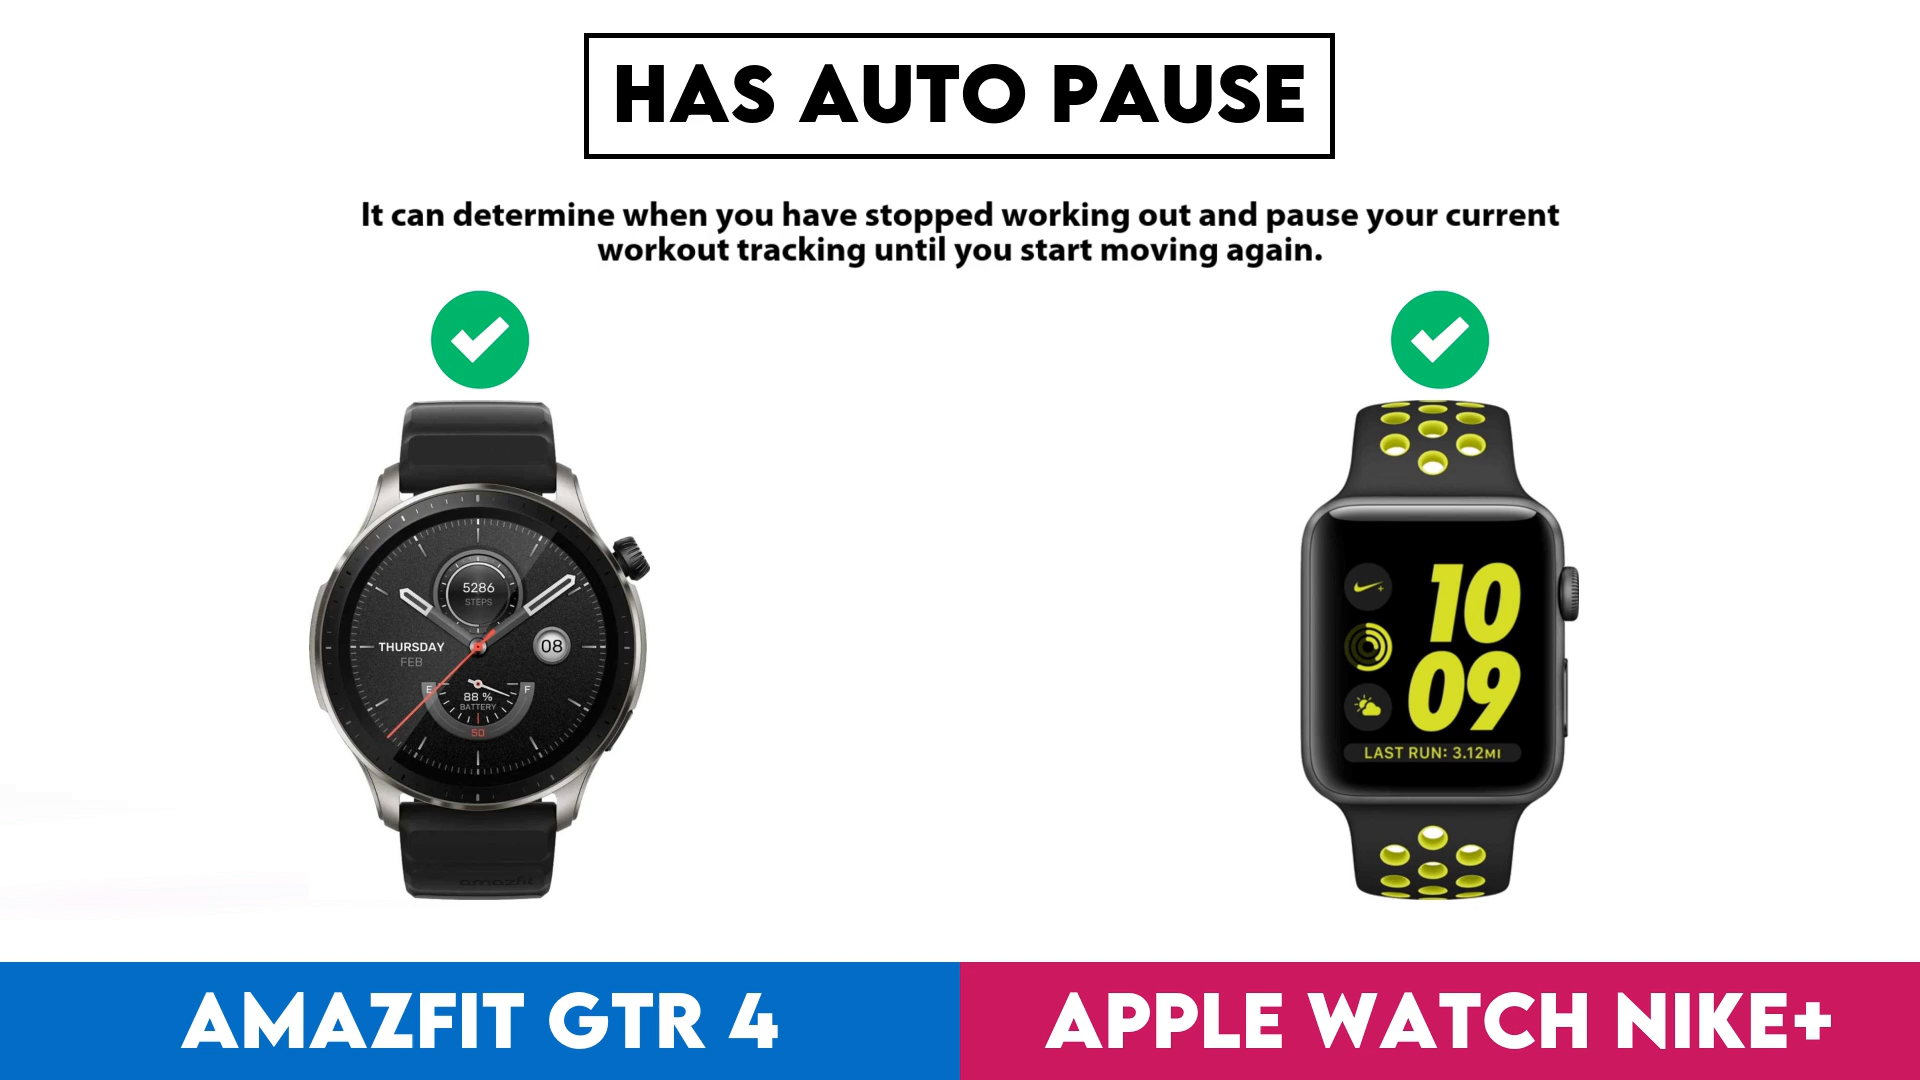 HAS AUTO PAUSE
It can determine when you have stopped working out and pause your current
workout tracking until you start moving again.
5286
STEPS
THURSDAY
FEB
08
E
F
88 %
BATTERY
50
amazfit
10
09
LAST RUN: 3.12MI
AMAZFIT GTR 4
APPLE WATCH NIKE+